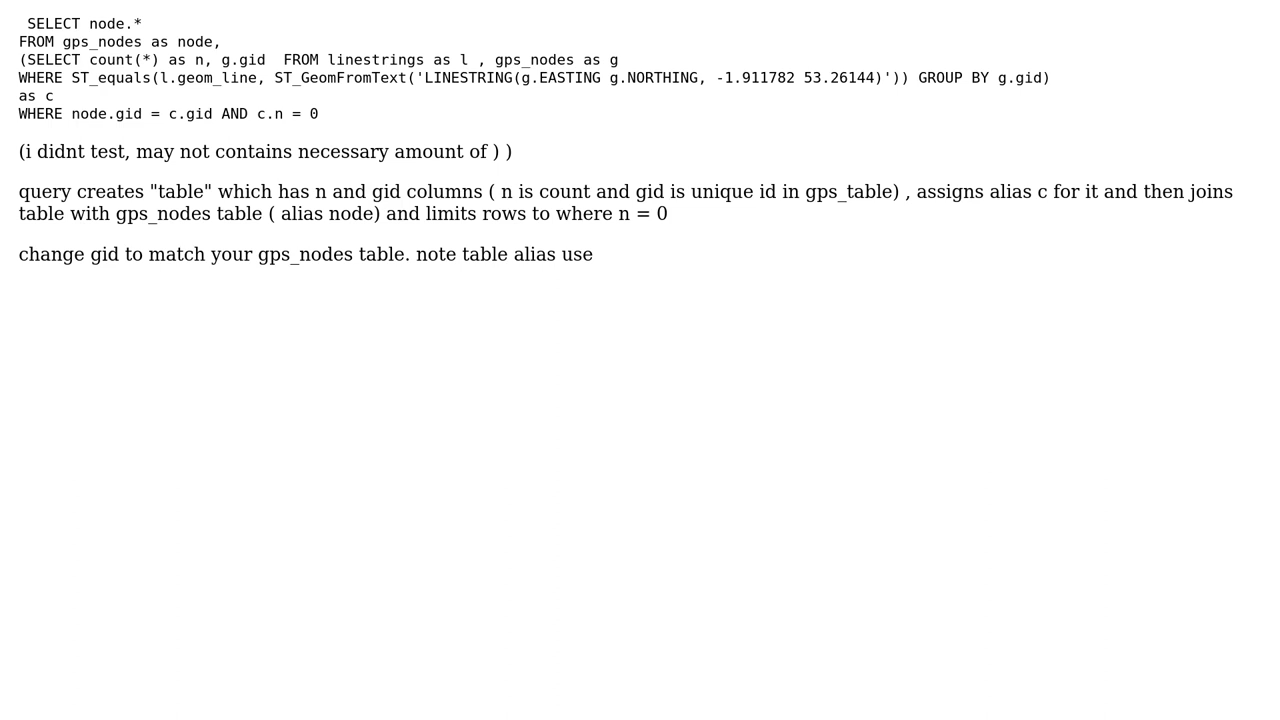 SELECT node.*
FROM gps_nodes as node,
(SELECT count(*) as n, g.gid  FROM linestrings as l , gps_nodes as g
WHERE ST_equals(l.geom_line, ST_GeomFromText('LINESTRING(g.EASTING g.NORTHING, -1.911782 53.26144)')) GROUP BY g.gid)
as c
WHERE node.gid = c.gid AND c.n = 0
(i didnt test, may not contains necessary amount of ) )
query creates "table" which has n and gid columns ( n is count and gid is unique id in gps_table) , assigns alias c for it and then joins
table with gps_nodes table ( alias node) and limits rows to where n = 0
change gid to match your gps_nodes table. note table alias use